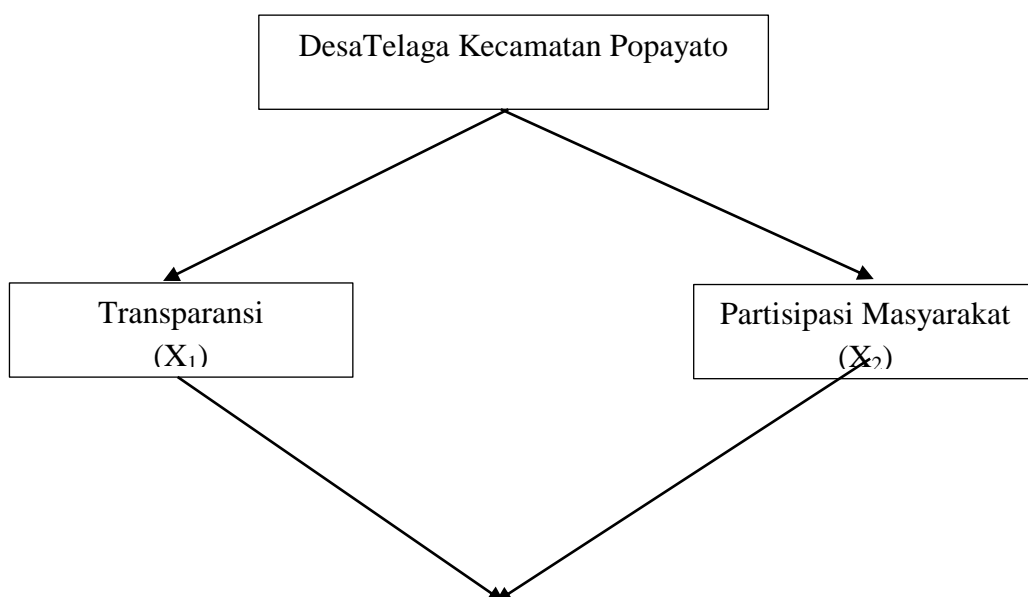 DesaTelaga Kecamatan Popayato
Transparansi
(X₁)
Partisipasi Masyarakat
(X₂)